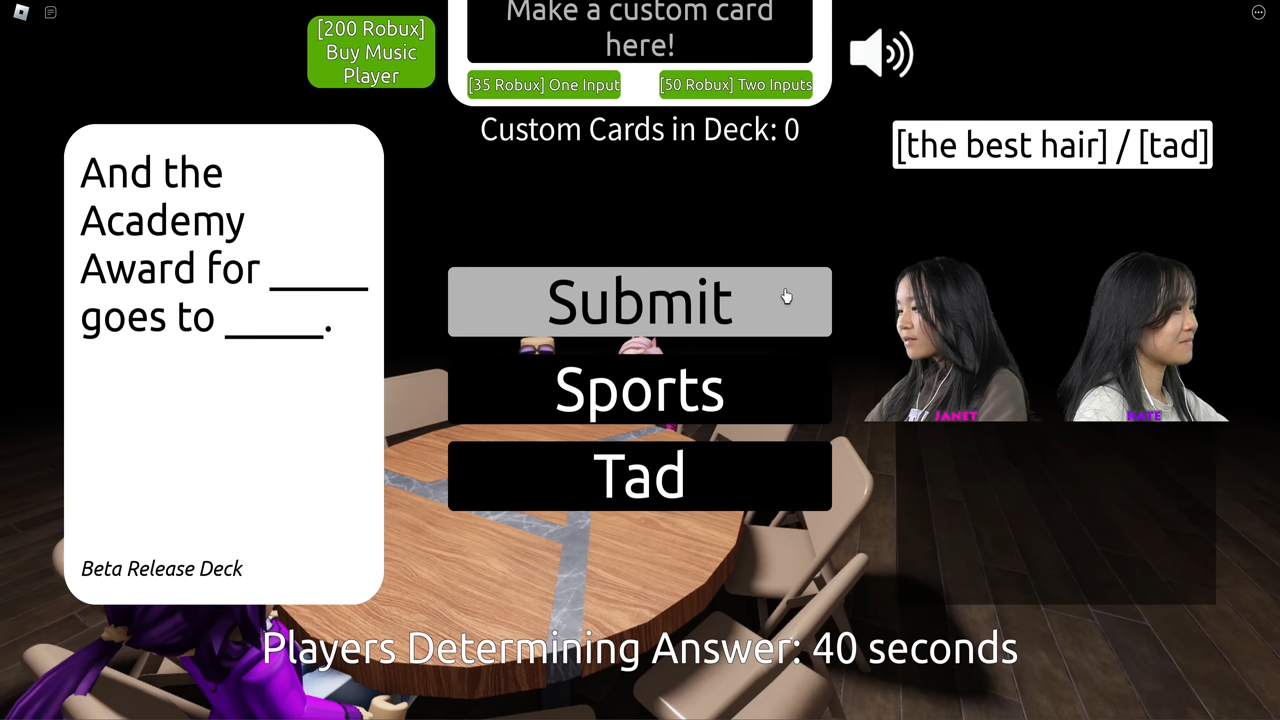 [200 Robux]
Buy Music
Player
Make a custom card
here!
[35 Robux] One Input
[50 Robux] Two Inputs
Custom Cards in Deck: 0
[the best hair] / [tad]
And the
Academy
Award for _____
goes to _____.
Beta Release Deck
Submit
Sports
Tad
JANET
KATE
Players Determining Answer: 40 seconds